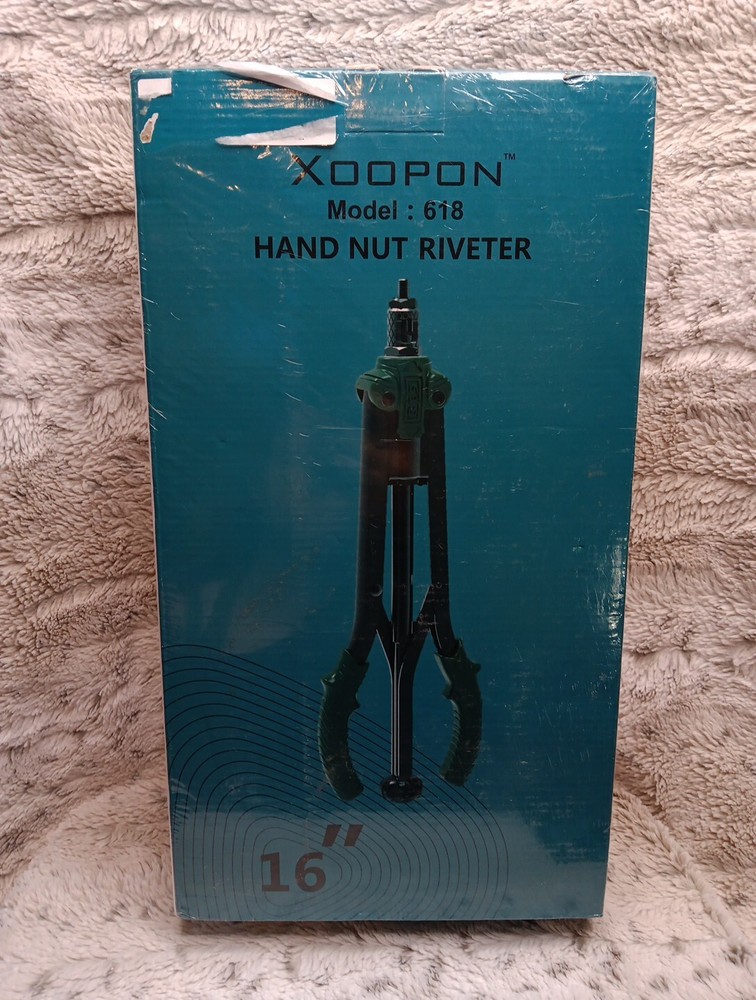 XOOPON™
Model : 618
HAND NUT RIVETER
16"